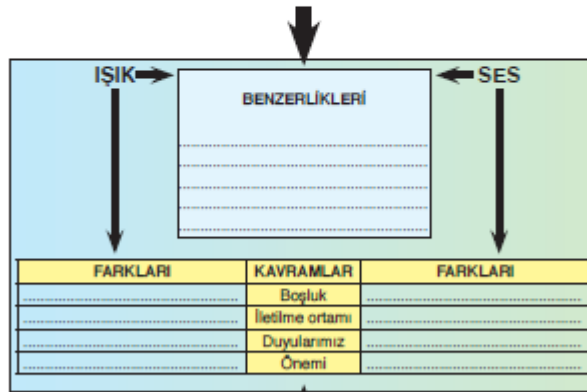 IŞIK SES
BENZERLİKLERİ
FARKLARI KAVRAMLAR FARKLARI
Boşluk
İletilme ortamı
Duyularımız
Önemi